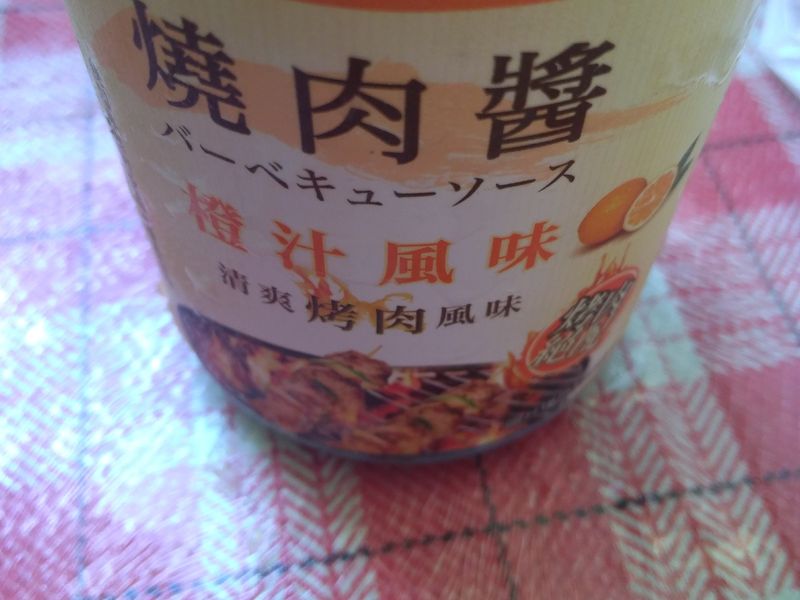 燒肉醬
バーベキューソース
橙汁風味
清爽烤肉風味